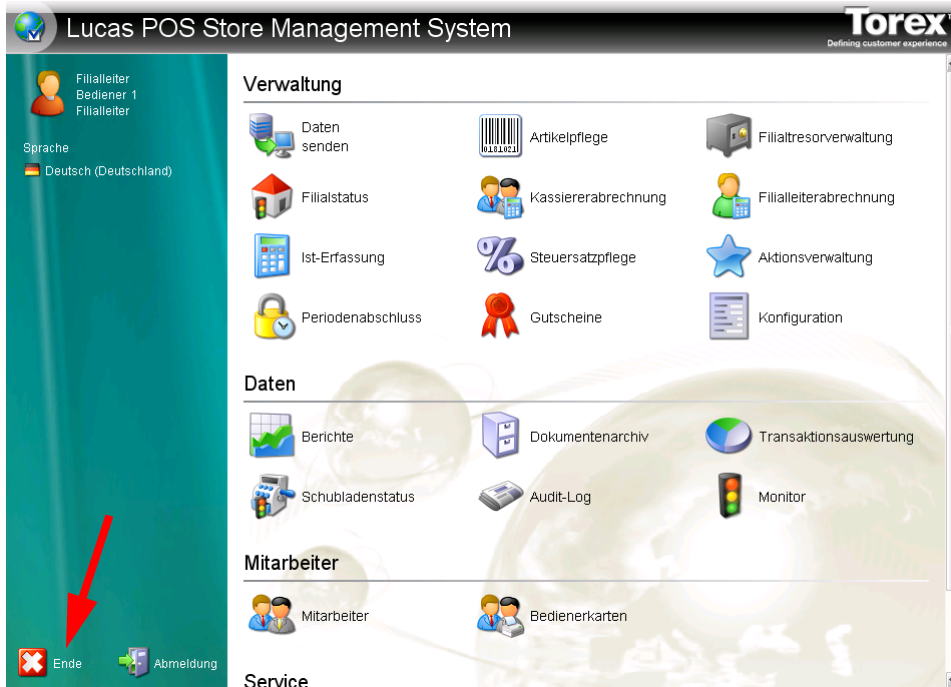 Lucas POS Store Management System
Torex
Defining customer experience
Filialleiter
Bediener 1
Filialleiter
Sprache
Deutsch (Deutschland)
Verwaltung
Daten
senden
Artikelpflege
Filialtresorverwaltung
Filialstatus
Kassiererabrechnung
Filialleiterabrechnung
Ist-Erfassung
Steuersatzpflege
Aktionsverwaltung
Periodenabschluss
Gutscheine
Konfiguration
Daten
Berichte
Dokumentenarchiv
Transaktionsauswertung
Schubladenstatus
Audit-Log
Monitor
Mitarbeiter
Mitarbeiter
Bedienerkarten
Ende
Abmeldung
Service